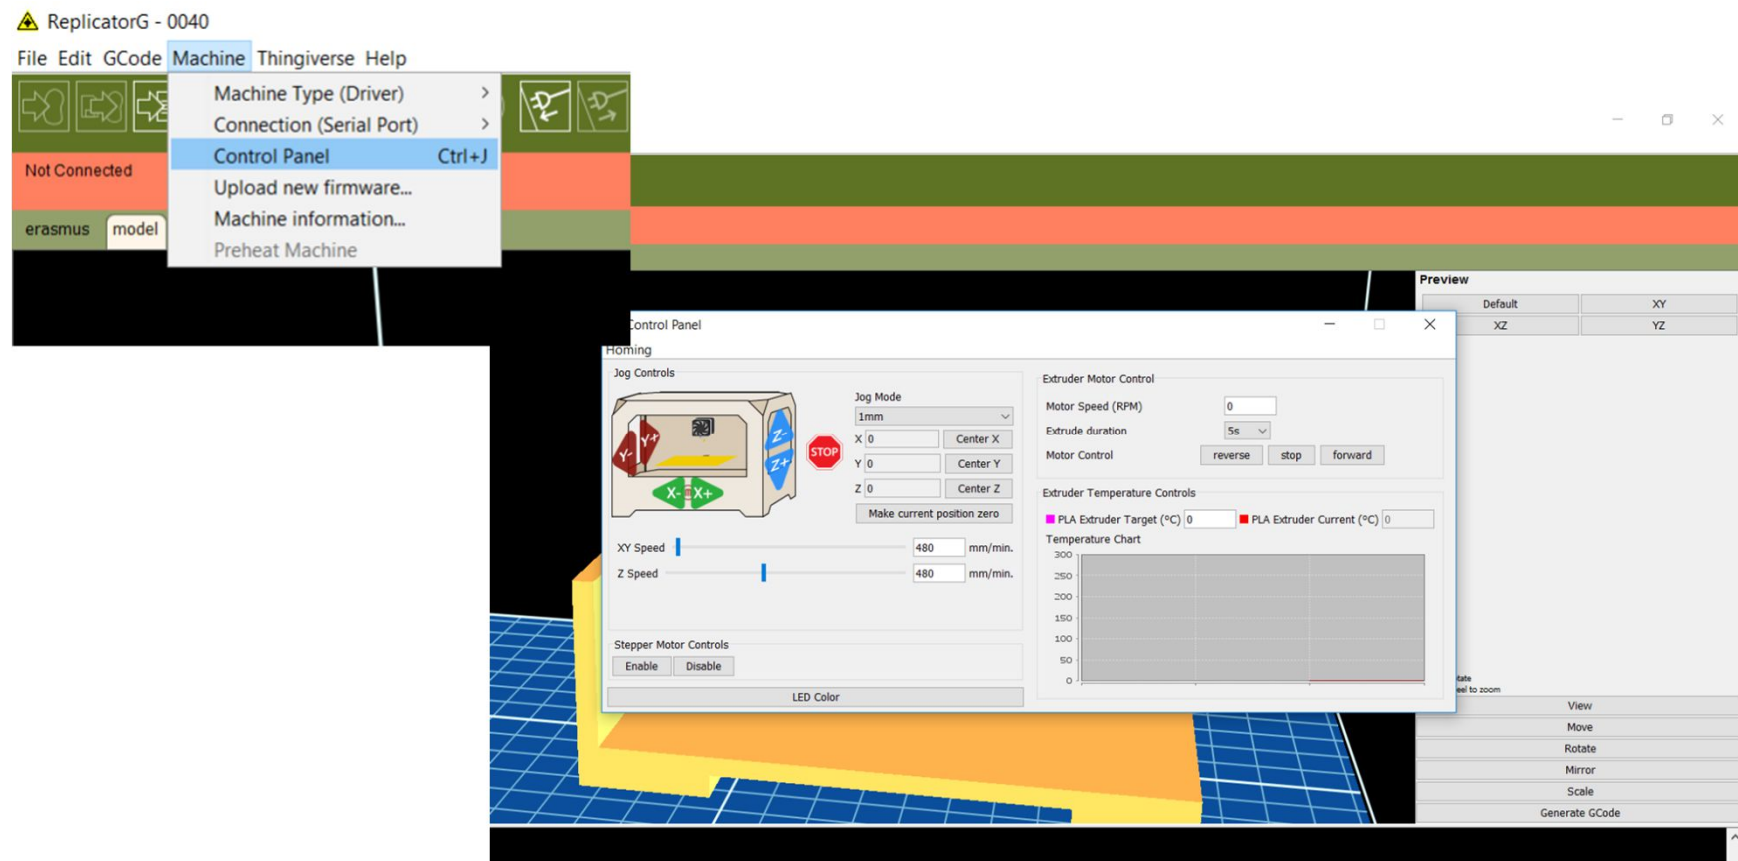 ReplicatorG - 0040
File Edit GCode Machine Thingiverse Help
Machine Type (Driver)
Connection (Serial Port)
Control Panel Ctrl+J
Upload new firmware...
Machine information...
Preheat Machine
Not Connected
erasmus model
Preview
Default XY
XZ YZ
Control Panel
Homing
Jog Controls
Y- Y+
Z-
Z+
X- X+
STOP
Jog Mode
1mm
X 0 Center X
Y 0 Center Y
Z 0 Center Z
Make current position zero
XY Speed 480 mm/min.
Z Speed 480 mm/min.
Stepper Motor Controls
Enable Disable
LED Color
Extruder Motor Control
Motor Speed (RPM) 0
Extrude duration 5s
Motor Control reverse stop forward
Extruder Temperature Controls
PLA Extruder Target (°C) 0 PLA Extruder Current (°C) 0
Temperature Chart
300
250
200
150
100
50
0
to zoom
View
Move
Rotate
Mirror
Scale
Generate GCode